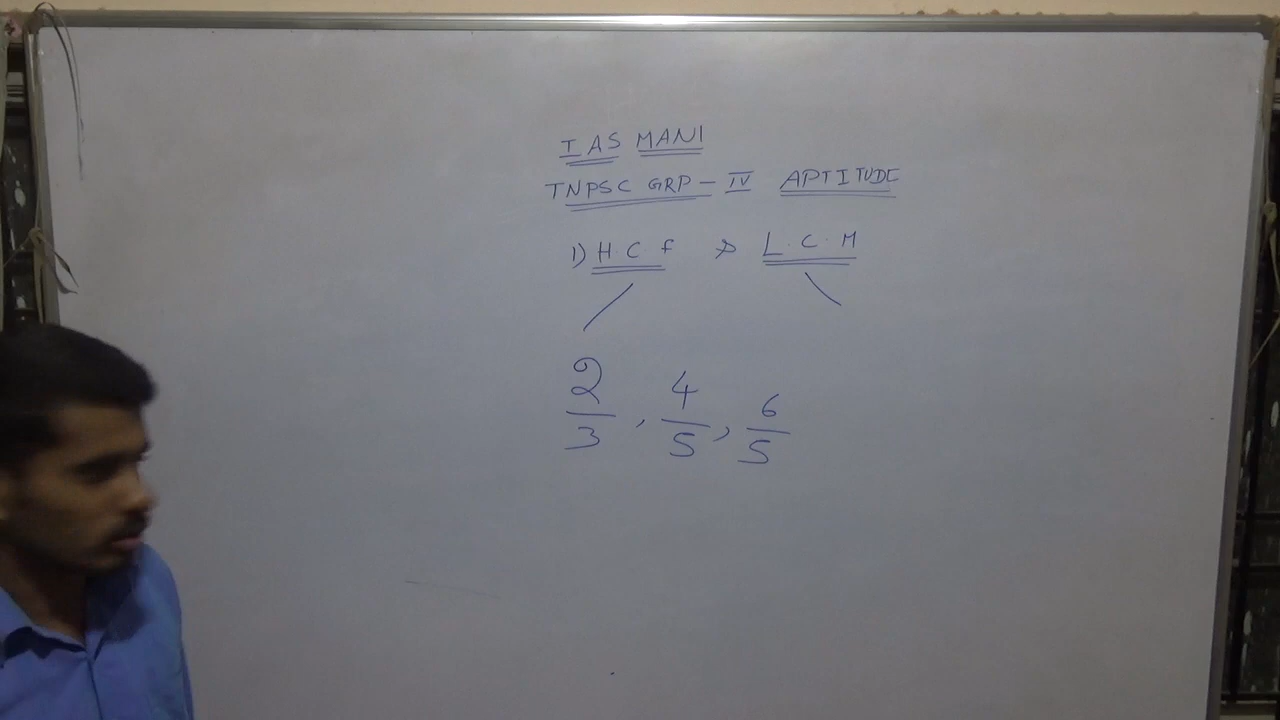 IAS MANI
TNPSC GRP - IV APTITUDE
1) H.C.F & L.C.M
2/3, 4/5, 6/5